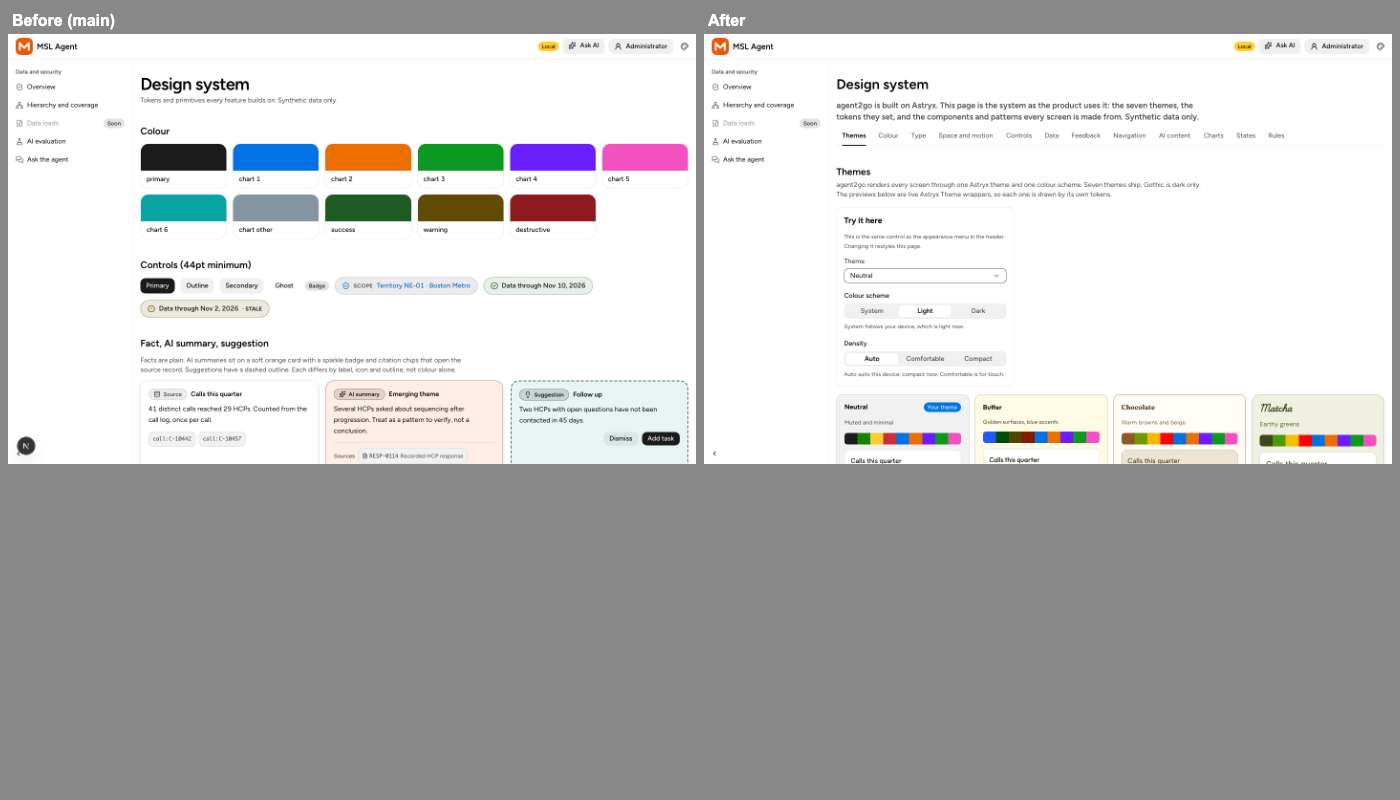 Before (main)
MSL Agent
Local
Ask AI
Administrator
Data and security
Overview
Hierarchy and coverage
Data loads
Soon
AI evaluation
Ask the agent
Design system
Tokens and primitives every feature builds on. Synthetic data only.
Colour
primary
chart 1
chart 2
chart 3
chart 4
chart 5
chart 6
chart other
success
warning
destructive
Controls (44pt minimum)
Primary
Outline
Secondary
Ghost
Badge
SCOPE Territory NE-01 · Boston Metro
Data through Nov 10, 2026
Data through Nov 2, 2026 · STALE
Fact, AI summary, suggestion
Facts are plain. AI summaries sit on a soft orange card with a sparkle badge and citation chips that open the
source record. Suggestions have a dashed outline. Each differs by label, icon and outline, not colour alone.
Source
Calls this quarter
41 distinct calls reached 29 HCPs. Counted from the
call log, once per call.
call:C-10442
call:C-10457
AI summary
Emerging theme
Several HCPs asked about sequencing after
progression. Treat as a pattern to verify, not a
conclusion.
Sources
RESP-0114 Recorded HCP response
Suggestion
Follow up
Two HCPs with open questions have not been
contacted in 45 days.
Dismiss
Add task
N
After
MSL Agent
Local
Ask AI
Administrator
Data and security
Overview
Hierarchy and coverage
Data loads
Soon
AI evaluation
Ask the agent
Design system
agent2go is built on Astryx. This page is the system as the product uses it: the seven themes, the
tokens they set, and the components and patterns every screen is made from. Synthetic data only.
Themes
Colour
Type
Space and motion
Controls
Data
Feedback
Navigation
AI content
Charts
States
Rules
Themes
agent2go renders every screen through one Astryx theme and one colour scheme. Seven themes ship. Gothic is dark only.
The previews below are live Astryx Theme wrappers, so each one is drawn by its own tokens.
Try it here
This is the same control as the appearance menu in the header.
Changing it restyles this page.
Theme
Neutral
Colour scheme
System
Light
Dark
System follows your device, which is light now.
Density
Auto
Comfortable
Compact
Auto suits this device: compact now. Comfortable is for touch.
Neutral
Your theme
Muted and minimal
Calls this quarter
Butter
Golden surfaces, blue accents
Calls this quarter
Chocolate
Warm browns and beige
Calls this quarter
Matcha
Earthy greens
Calls this quarter